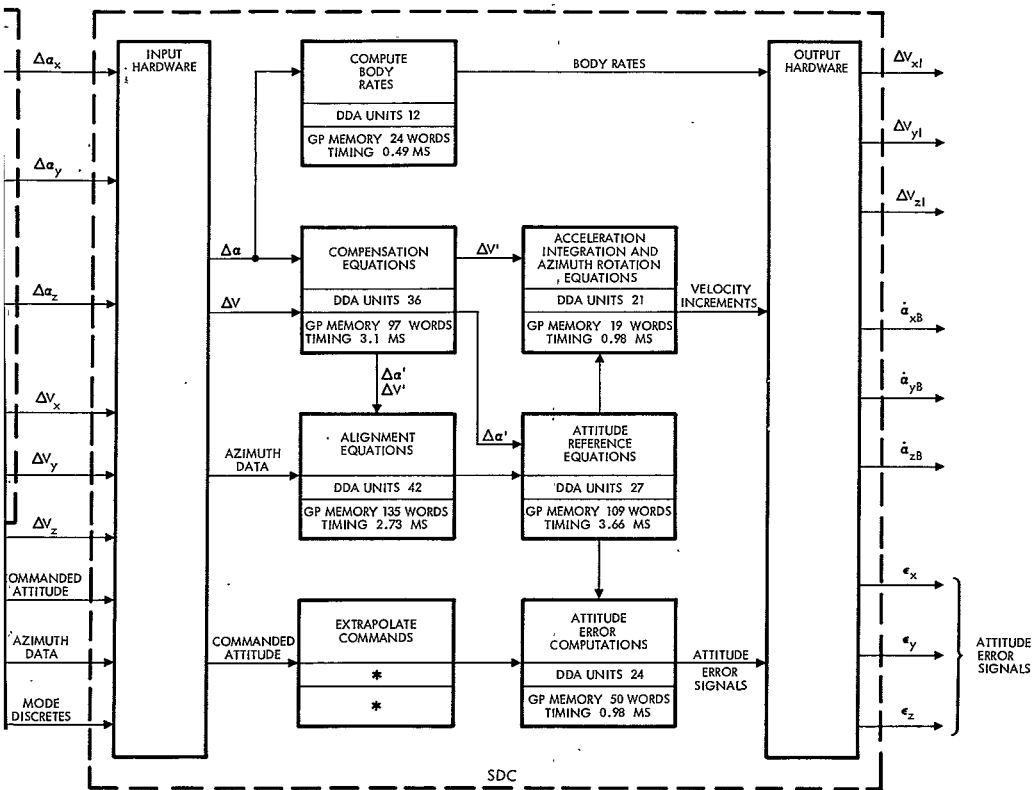 Δα_x
Δα_y
Δα_z
ΔV_x
ΔV_y
ΔV_z
OMMANDED
ATTITUDE
AZIMUTH
DATA
MODE
DISCRETES
INPUT
HARDWARE
Δα
ΔV
AZIMUTH
DATA
COMMANDED
ATTITUDE
COMPUTE
BODY
RATES
DDA UNITS 12
GP MEMORY 24 WORDS
TIMING 0.49 MS
BODY RATES
COMPENSATION
EQUATIONS
DDA UNITS 36
GP MEMORY 97 WORDS
TIMING 3.1 MS
ΔV'
Δα'
ΔV'
Δα'
ALIGNMENT
EQUATIONS
DDA UNITS 42
GP MEMORY 135 WORDS
TIMING 2.73 MS
EXTRAPOLATE
COMMANDS
*
*
ACCELERATION
INTEGRATION AND
AZIMUTH ROTATION
EQUATIONS
DDA UNITS 21
GP MEMORY 19 WORDS
TIMING 0.98 MS
VELOCITY
INCREMENTS
ATTITUDE
REFERENCE
EQUATIONS
DDA UNITS 27
GP MEMORY 109 WORDS
TIMING 3.66 MS
ATTITUDE
ERROR
COMPUTATIONS
DDA UNITS 24
GP MEMORY 50 WORDS
TIMING 0.98 MS
ATTITUDE
ERROR
SIGNALS
OUTPUT
HARDWARE
ΔV_xI
ΔV_yI
ΔV_zI
α̇_xB
α̇_yB
α̇_zB
ϵ_x
ϵ_y
ϵ_z
ATTITUDE
ERROR
SIGNALS
SDC